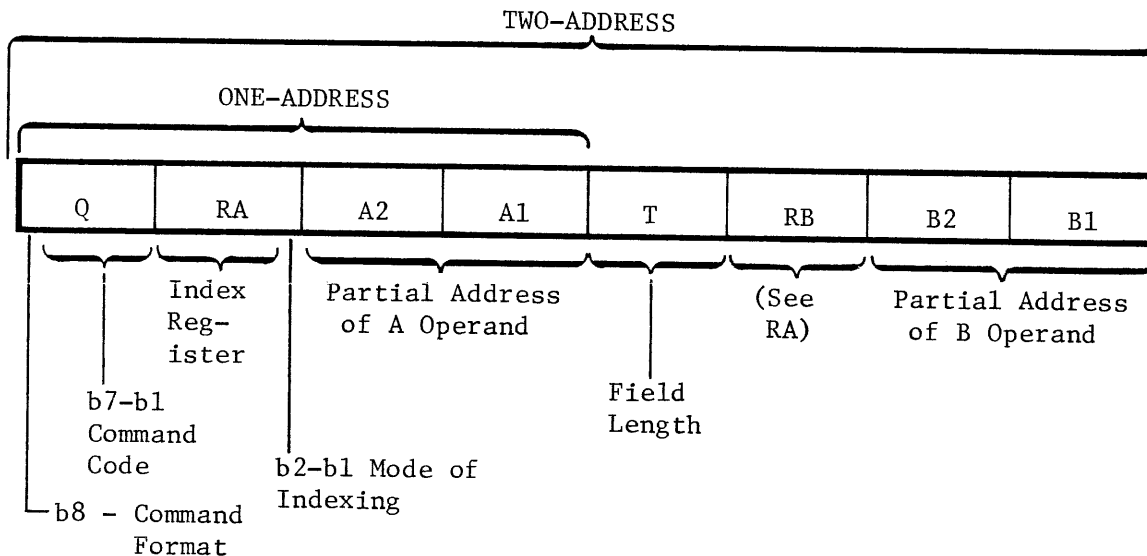 TWO-ADDRESS
ONE-ADDRESS
Q RA A2 A1 T RB B2 B1
Index
Reg-
ister
Partial Address
of A Operand
(See
RA)
Partial Address
of B Operand
Field
Length
b7-b1
Command
Code
b2-b1 Mode of
Indexing
b8 - Command
Format